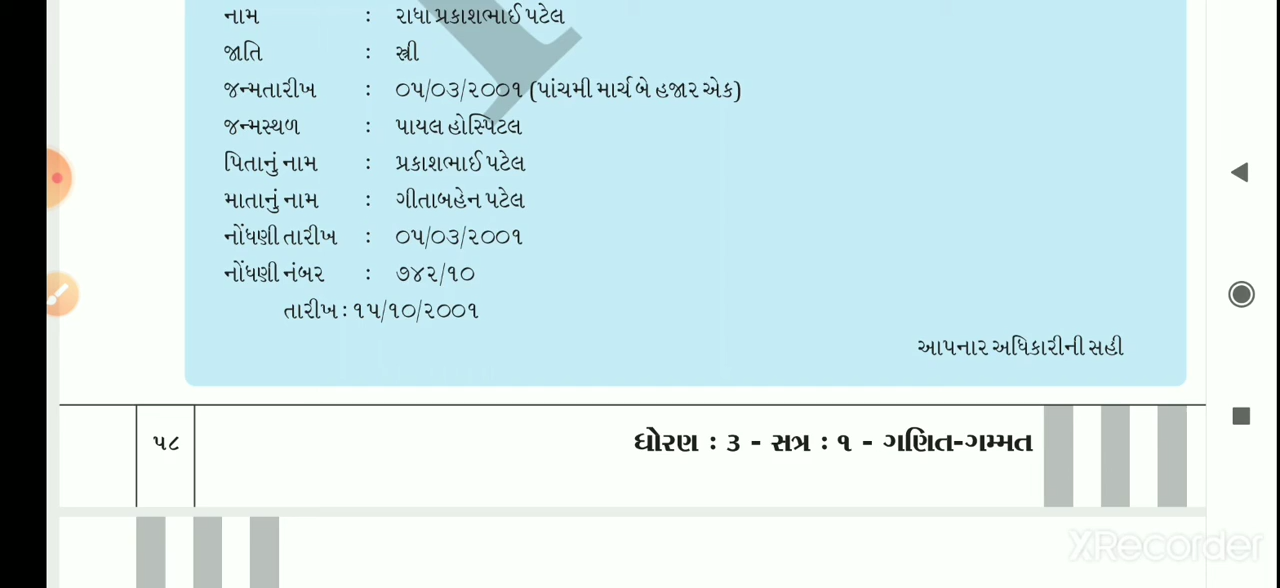 નામ : રાધા પ્રકાશભાઈ પટેલ
જાતિ : સ્ત્રી
જન્મતારીખ : ૦૫/૦૩/૨૦૦૧ (પાંચમી માર્ચ બે હજાર એક)
જન્મસ્થળ : પાયલ હોસ્પિટલ
પિતાનું નામ : પ્રકાશભાઈ પટેલ
માતાનું નામ : ગીતાબહેન પટેલ
નોંધણી તારીખ : ૦૫/૦૩/૨૦૦૧
નોંધણી નંબર : ૭૪૨/૧૦
તારીખ : ૧૫/૧૦/૨૦૦૧
આપનાર અધિકારીની સહી
૫૮
ધોરણ : ૩ - સત્ર : ૧ - ગણિત-ગમ્મત
XRecorder